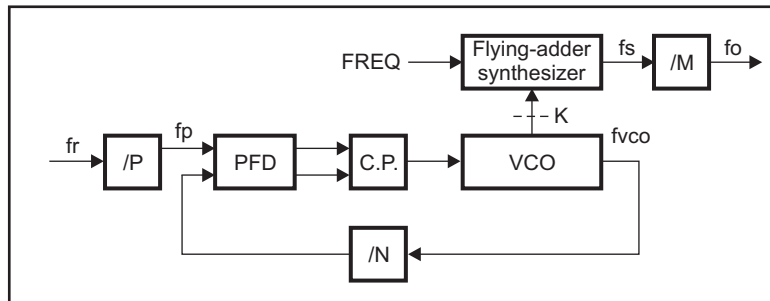 FREQ
Flying-adder
synthesizer
fs
/M
fo
K
fr
/P
fp
PFD
C.P.
VCO
fvco
/N